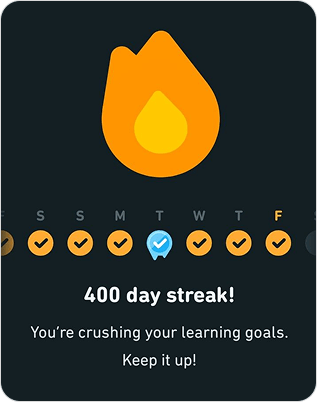 F S S M T W T F S
400 day streak!
You're crushing your learning goals.
Keep it up!